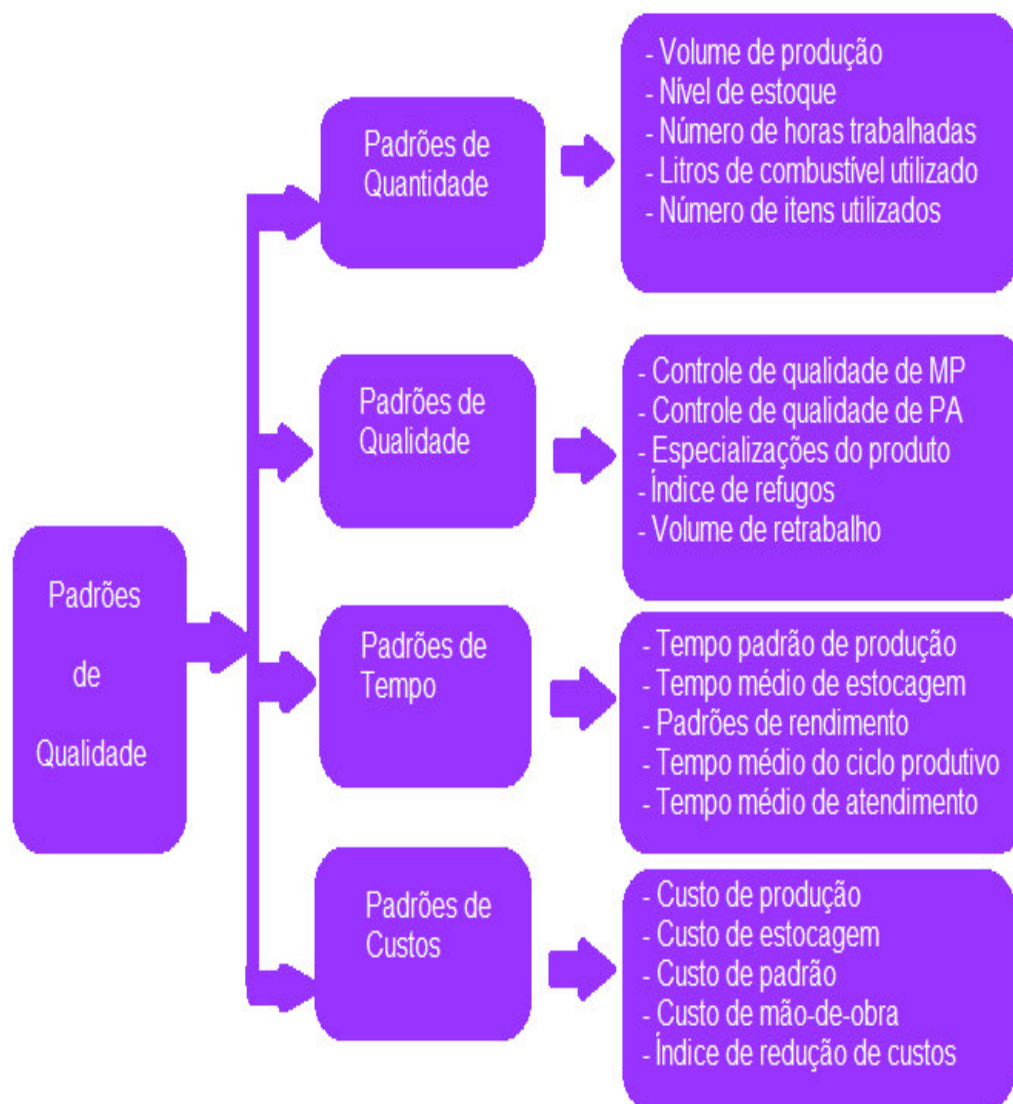 Padrões
de
Qualidade
Padrões de
Quantidade
- Volume de produção
- Nível de estoque
- Número de horas trabalhadas
- Litros de combustível utilizado
- Número de itens utilizados
Padrões de
Qualidade
- Controle de qualidade de MP
- Controle de qualidade de PA
- Especializações do produto
- Índice de refugos
- Volume de retrabalho
Padrões de
Tempo
- Tempo padrão de produção
- Tempo médio de estocagem
- Padrões de rendimento
- Tempo médio do ciclo produtivo
- Tempo médio de atendimento
Padrões de
Custos
- Custo de produção
- Custo de estocagem
- Custo de padrão
- Custo de mão-de-obra
- Índice de redução de custos